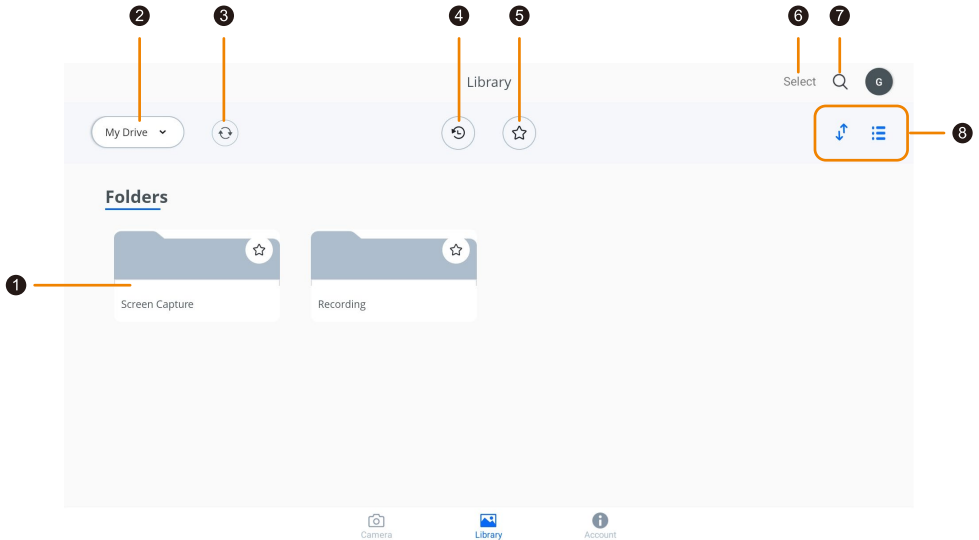 2 3 4 5 6 7
Library
Select
G
My Drive
8
Folders
1
Screen Capture
Recording
Camera
Library
Account